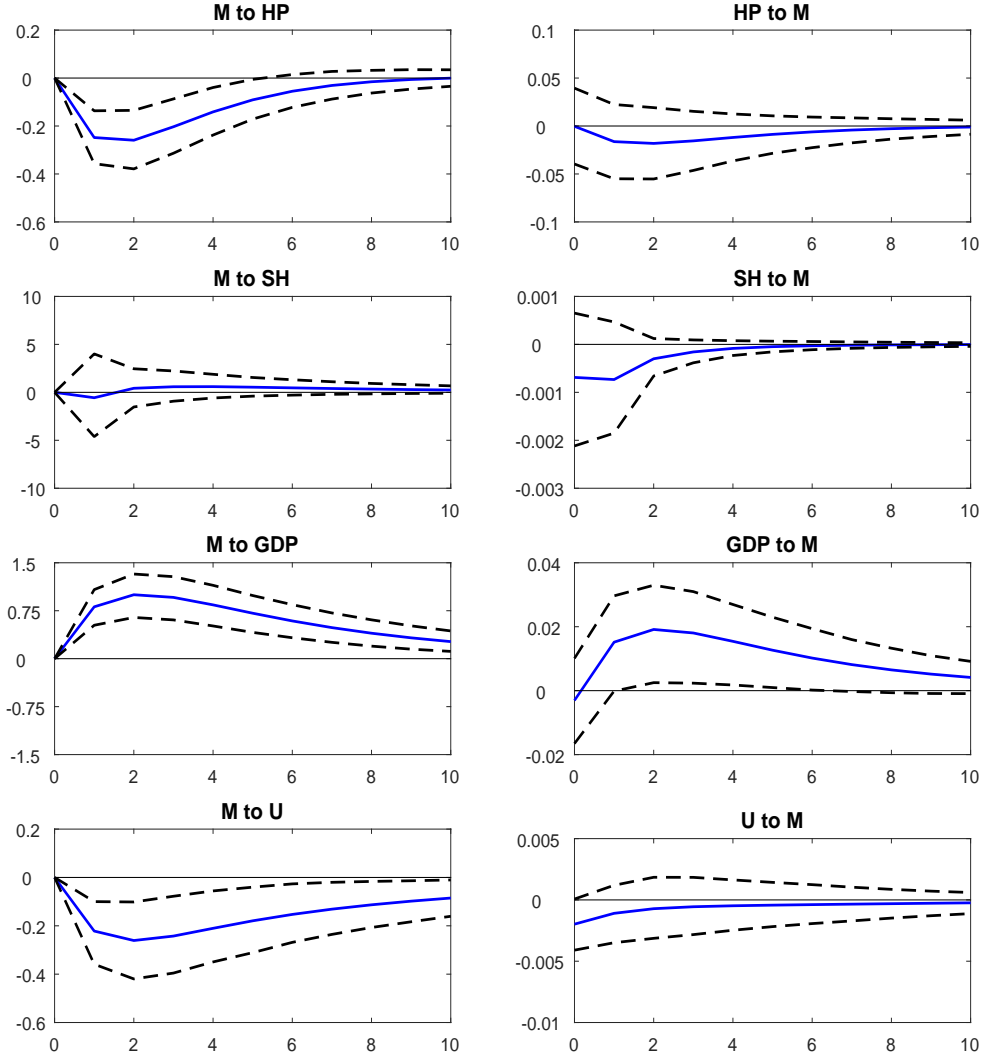 M to HP
0.2
0
-0.2
-0.4
-0.6
0 2 4 6 8 10
HP to M
0.1
0.05
0
-0.05
-0.1
0 2 4 6 8 10
M to SH
10
5
0
-5
-10
0 2 4 6 8 10
SH to M
0.001
0
-0.001
-0.002
-0.003
0 2 4 6 8 10
M to GDP
1.5
0.75
0
-0.75
-1.5
0 2 4 6 8 10
GDP to M
0.04
0.02
0
-0.02
0 2 4 6 8 10
M to U
0.2
0
-0.2
-0.4
-0.6
0 2 4 6 8 10
U to M
0.005
0
-0.005
-0.01
0 2 4 6 8 10